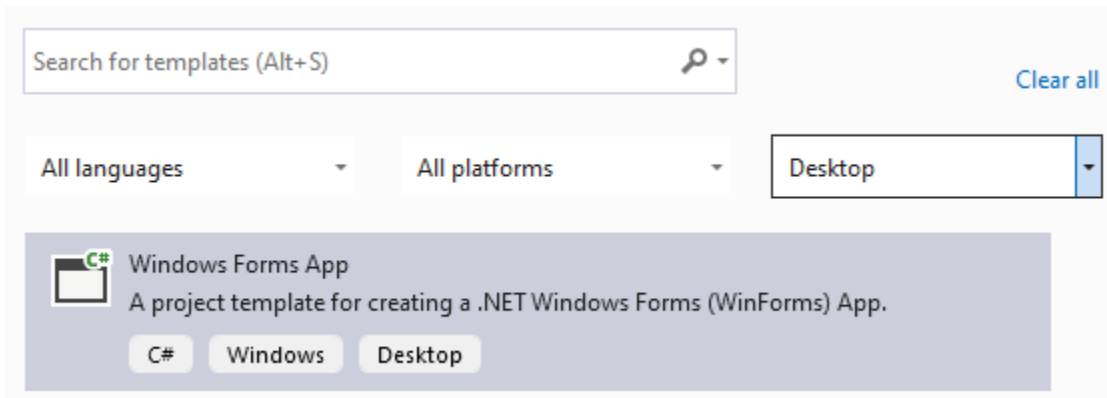 Search for templates (Alt+S)
Clear all
All languages
All platforms
Desktop
C#
Windows Forms App
A project template for creating a .NET Windows Forms (WinForms) App.
C#
Windows
Desktop